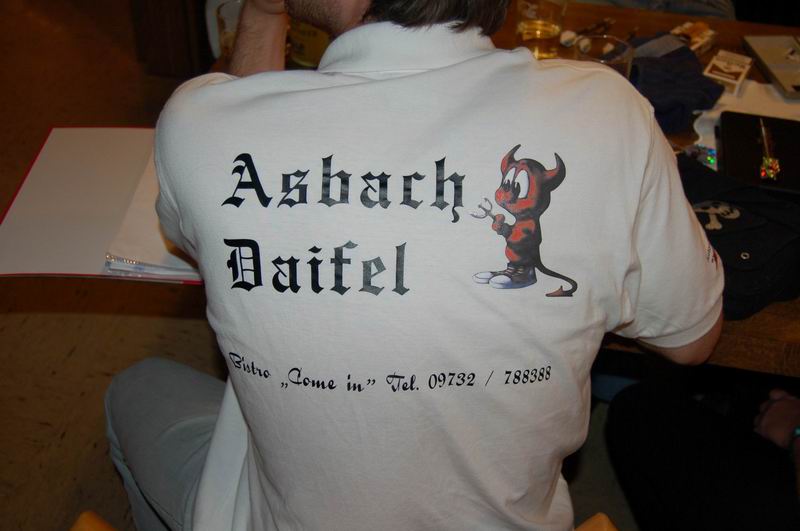 Asbach
Daifel
Bistro „Come in” Tel. 09732 / 788388